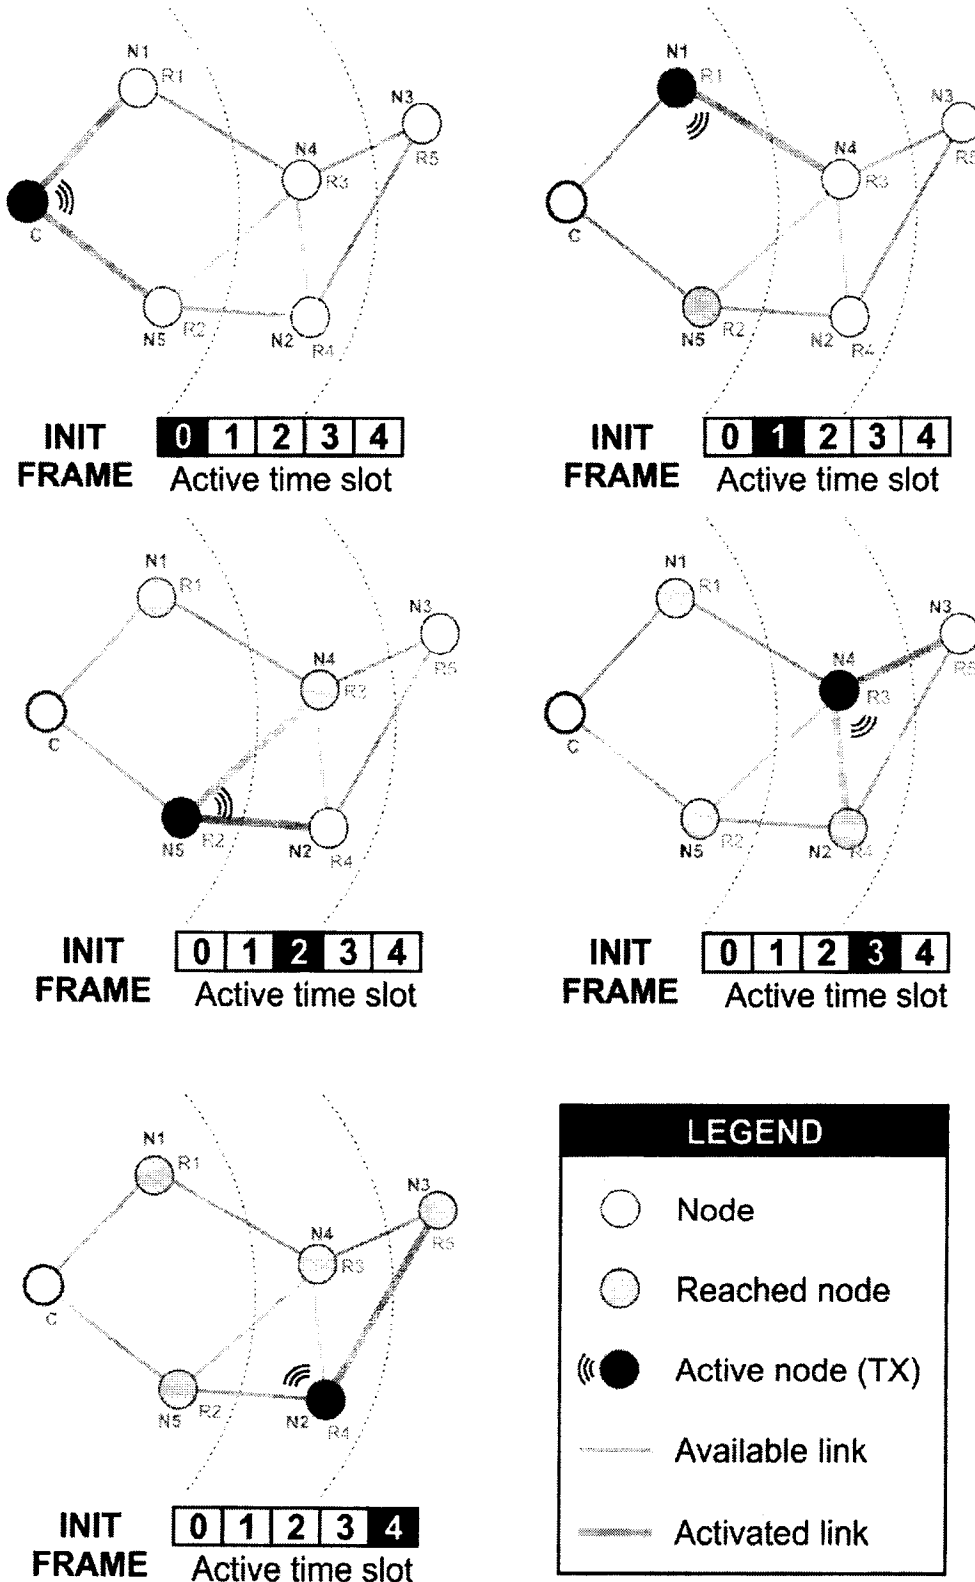 N1
R1
N3
R5
N4
R3
C
N5
R2
N2
R4
INIT
FRAME
0 1 2 3 4
Active time slot
N1
R1
N3
R5
N4
R3
C
N5
R2
N2
R4
INIT
FRAME
0 1 2 3 4
Active time slot
N1
R1
N3
R5
N4
R3
C
N5
R2
N2
R4
INIT
FRAME
0 1 2 3 4
Active time slot
N1
R1
N3
R5
N4
R3
C
N5
R2
N2
R4
INIT
FRAME
0 1 2 3 4
Active time slot
N1
R1
N3
R5
N4
R3
C
N5
R2
N2
R4
INIT
FRAME
0 1 2 3 4
Active time slot
LEGEND
Node
Reached node
Active node (TX)
Available link
Activated link